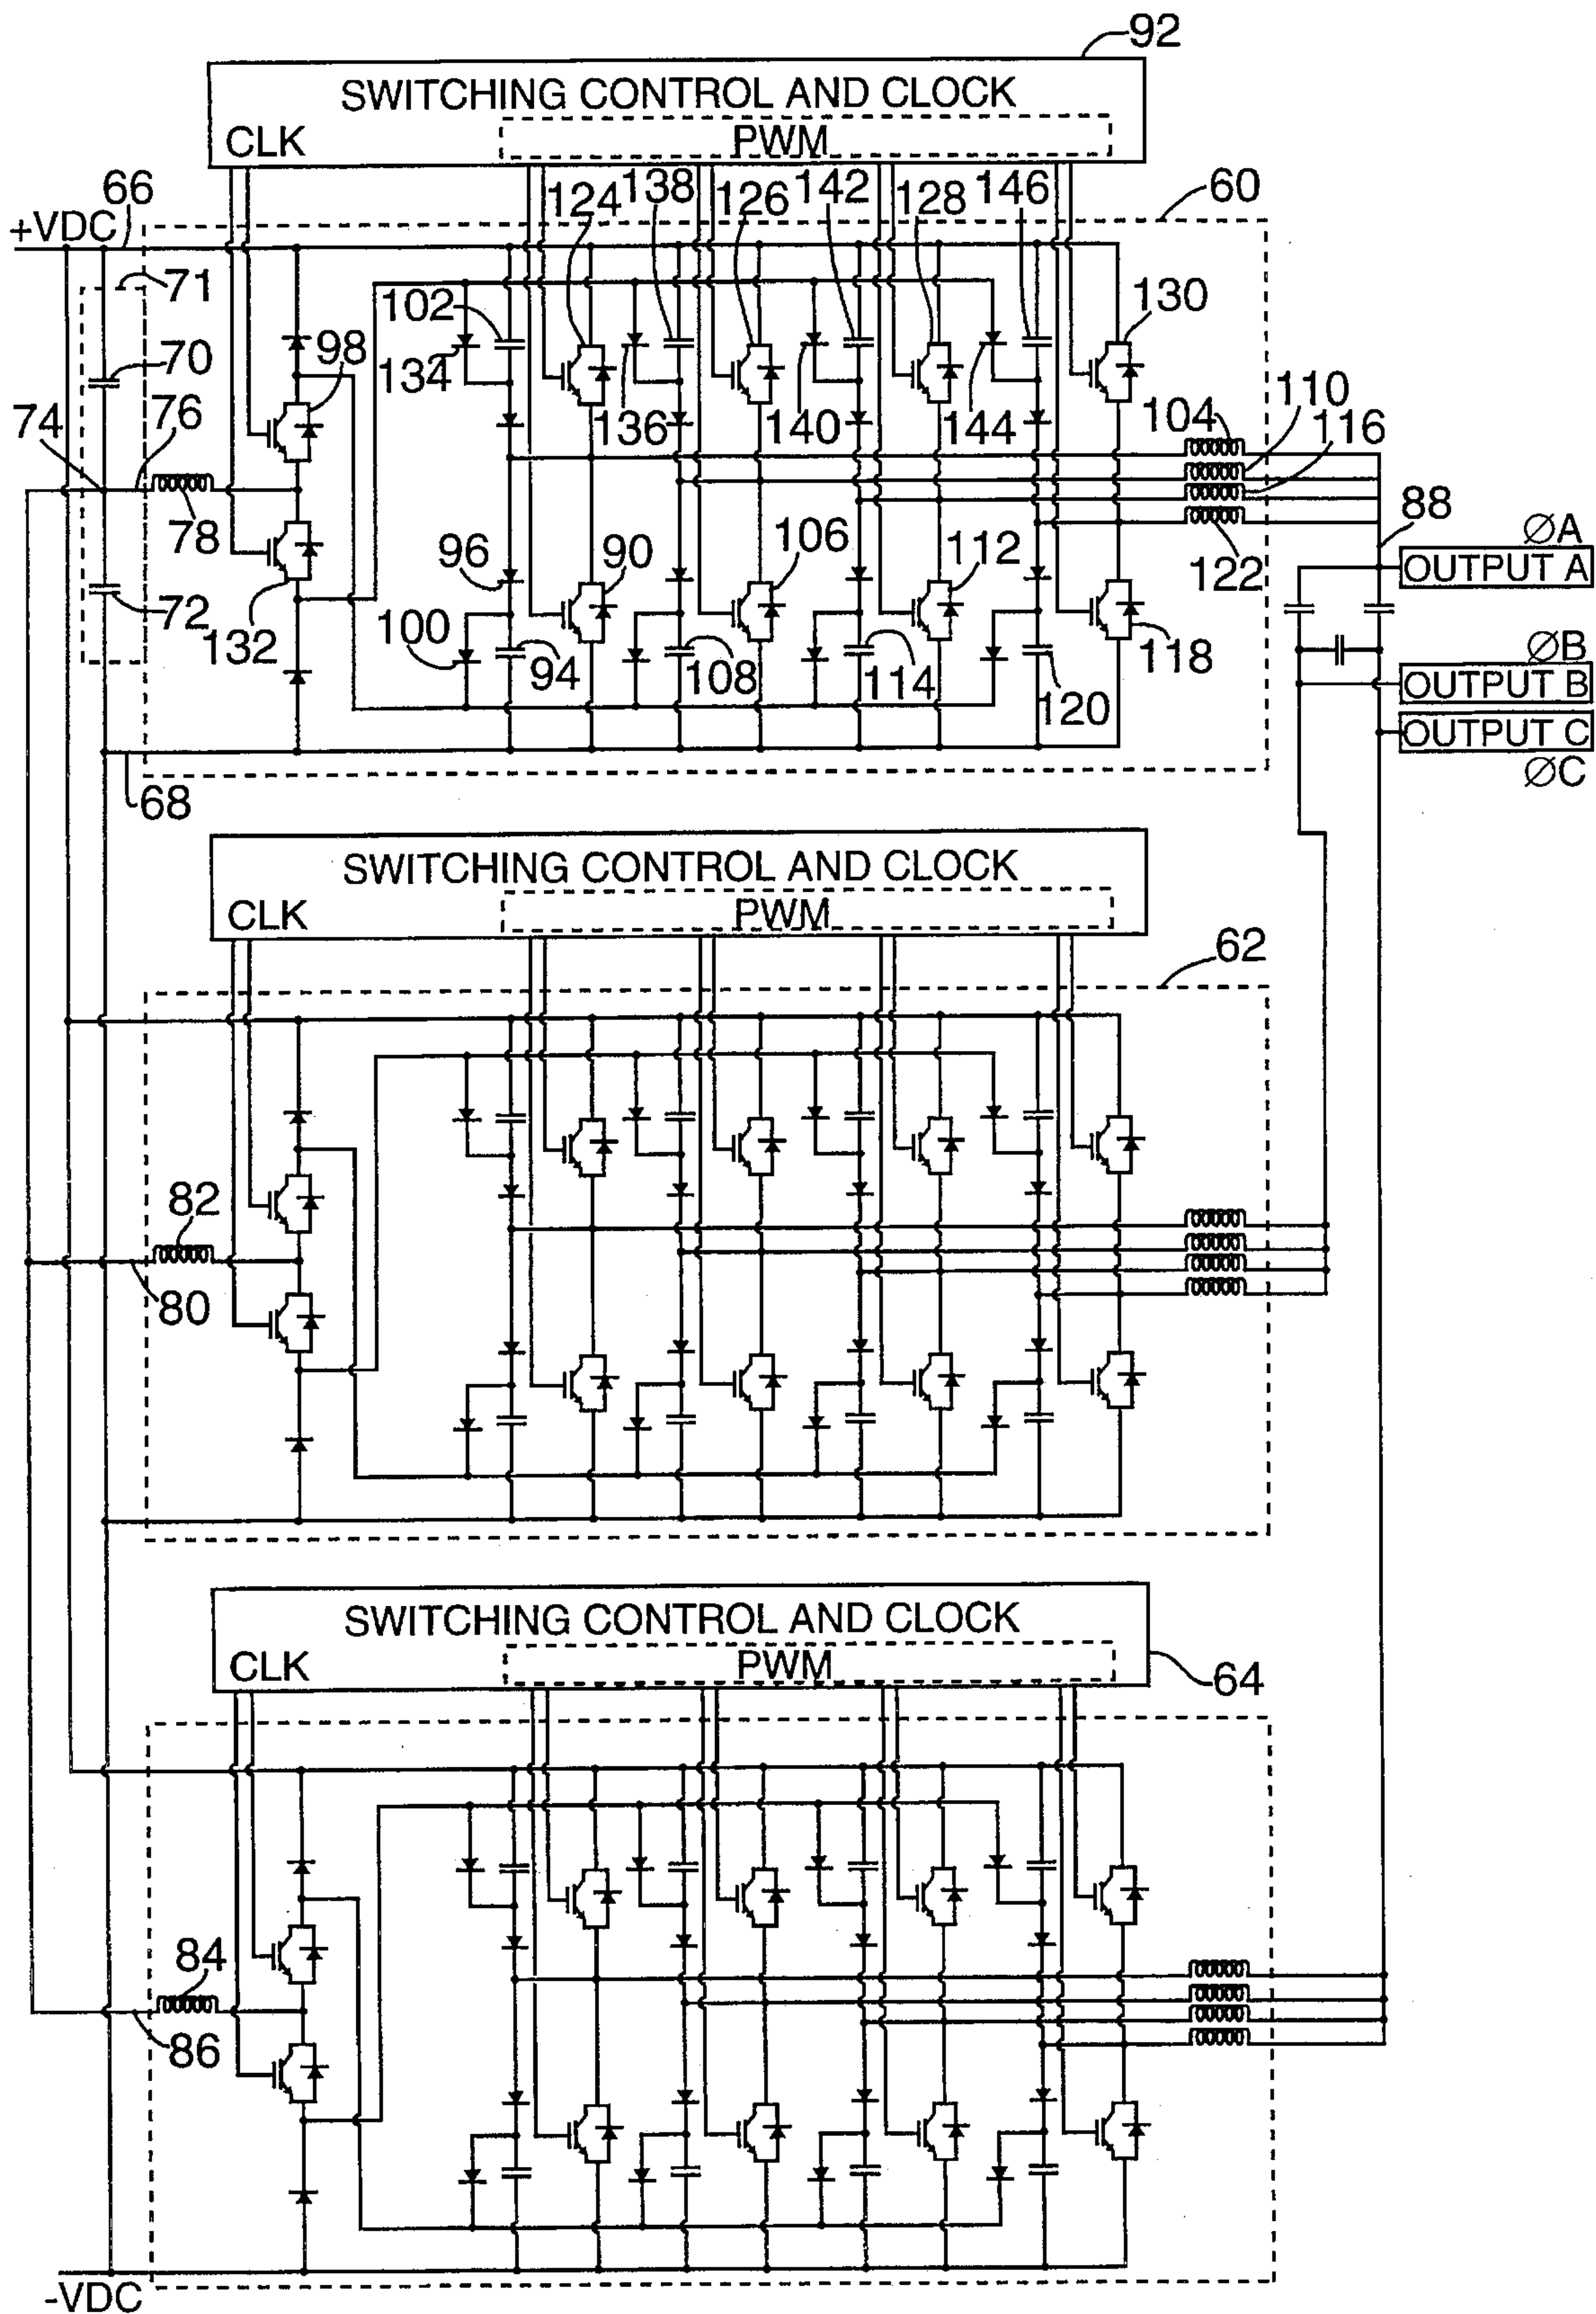 92
SWITCHING CONTROL AND CLOCK
CLK PWM
66 124 138 126 142 128 146 60
+VDC
71
102 130
70 98
134
76 136 140 144 110
74 104 116
78 88
ØA
96 90 106 112 122 OUTPUT A
72 132 100
94 108 114 118 ØB
120 OUTPUT B
OUTPUT C
68 ØC
SWITCHING CONTROL AND CLOCK
CLK PWM
62
82
80
SWITCHING CONTROL AND CLOCK
CLK PWM
64
84
86
-VDC